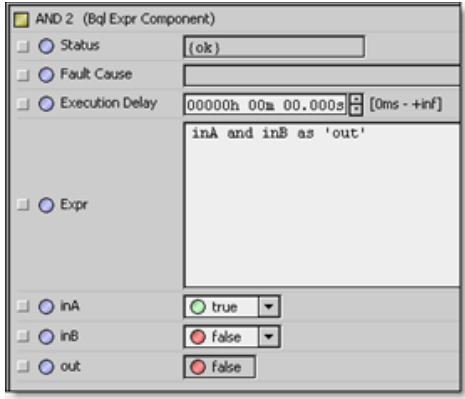 AND 2 (Bql Expr Component)
Status {ok}
Fault Cause
Execution Delay 00000h 00m 00.000s [0ms - +inf]
inA and inB as 'out'
Expr
inA true
inB false
out false